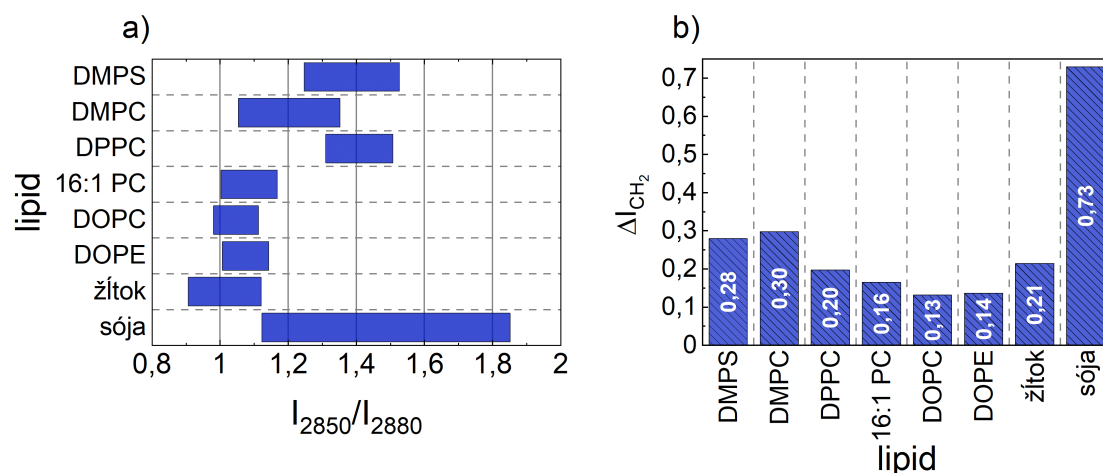 a)
DMPS
DMPC
DPPC
16:1 PC
DOPC
DOPE
žĺtok
sója
lipid
0,8
1
1,2
1,4
1,6
1,8
2
I2850/I2880
b)
0,7
0,6
0,5
0,4
0,3
0,2
0,1
0
ΔICH2
0,28
0,30
0,20
0,16
0,13
0,14
0,21
0,73
DMPS
DMPC
DPPC
16:1 PC
DOPC
DOPE
žĺtok
sója
lipid